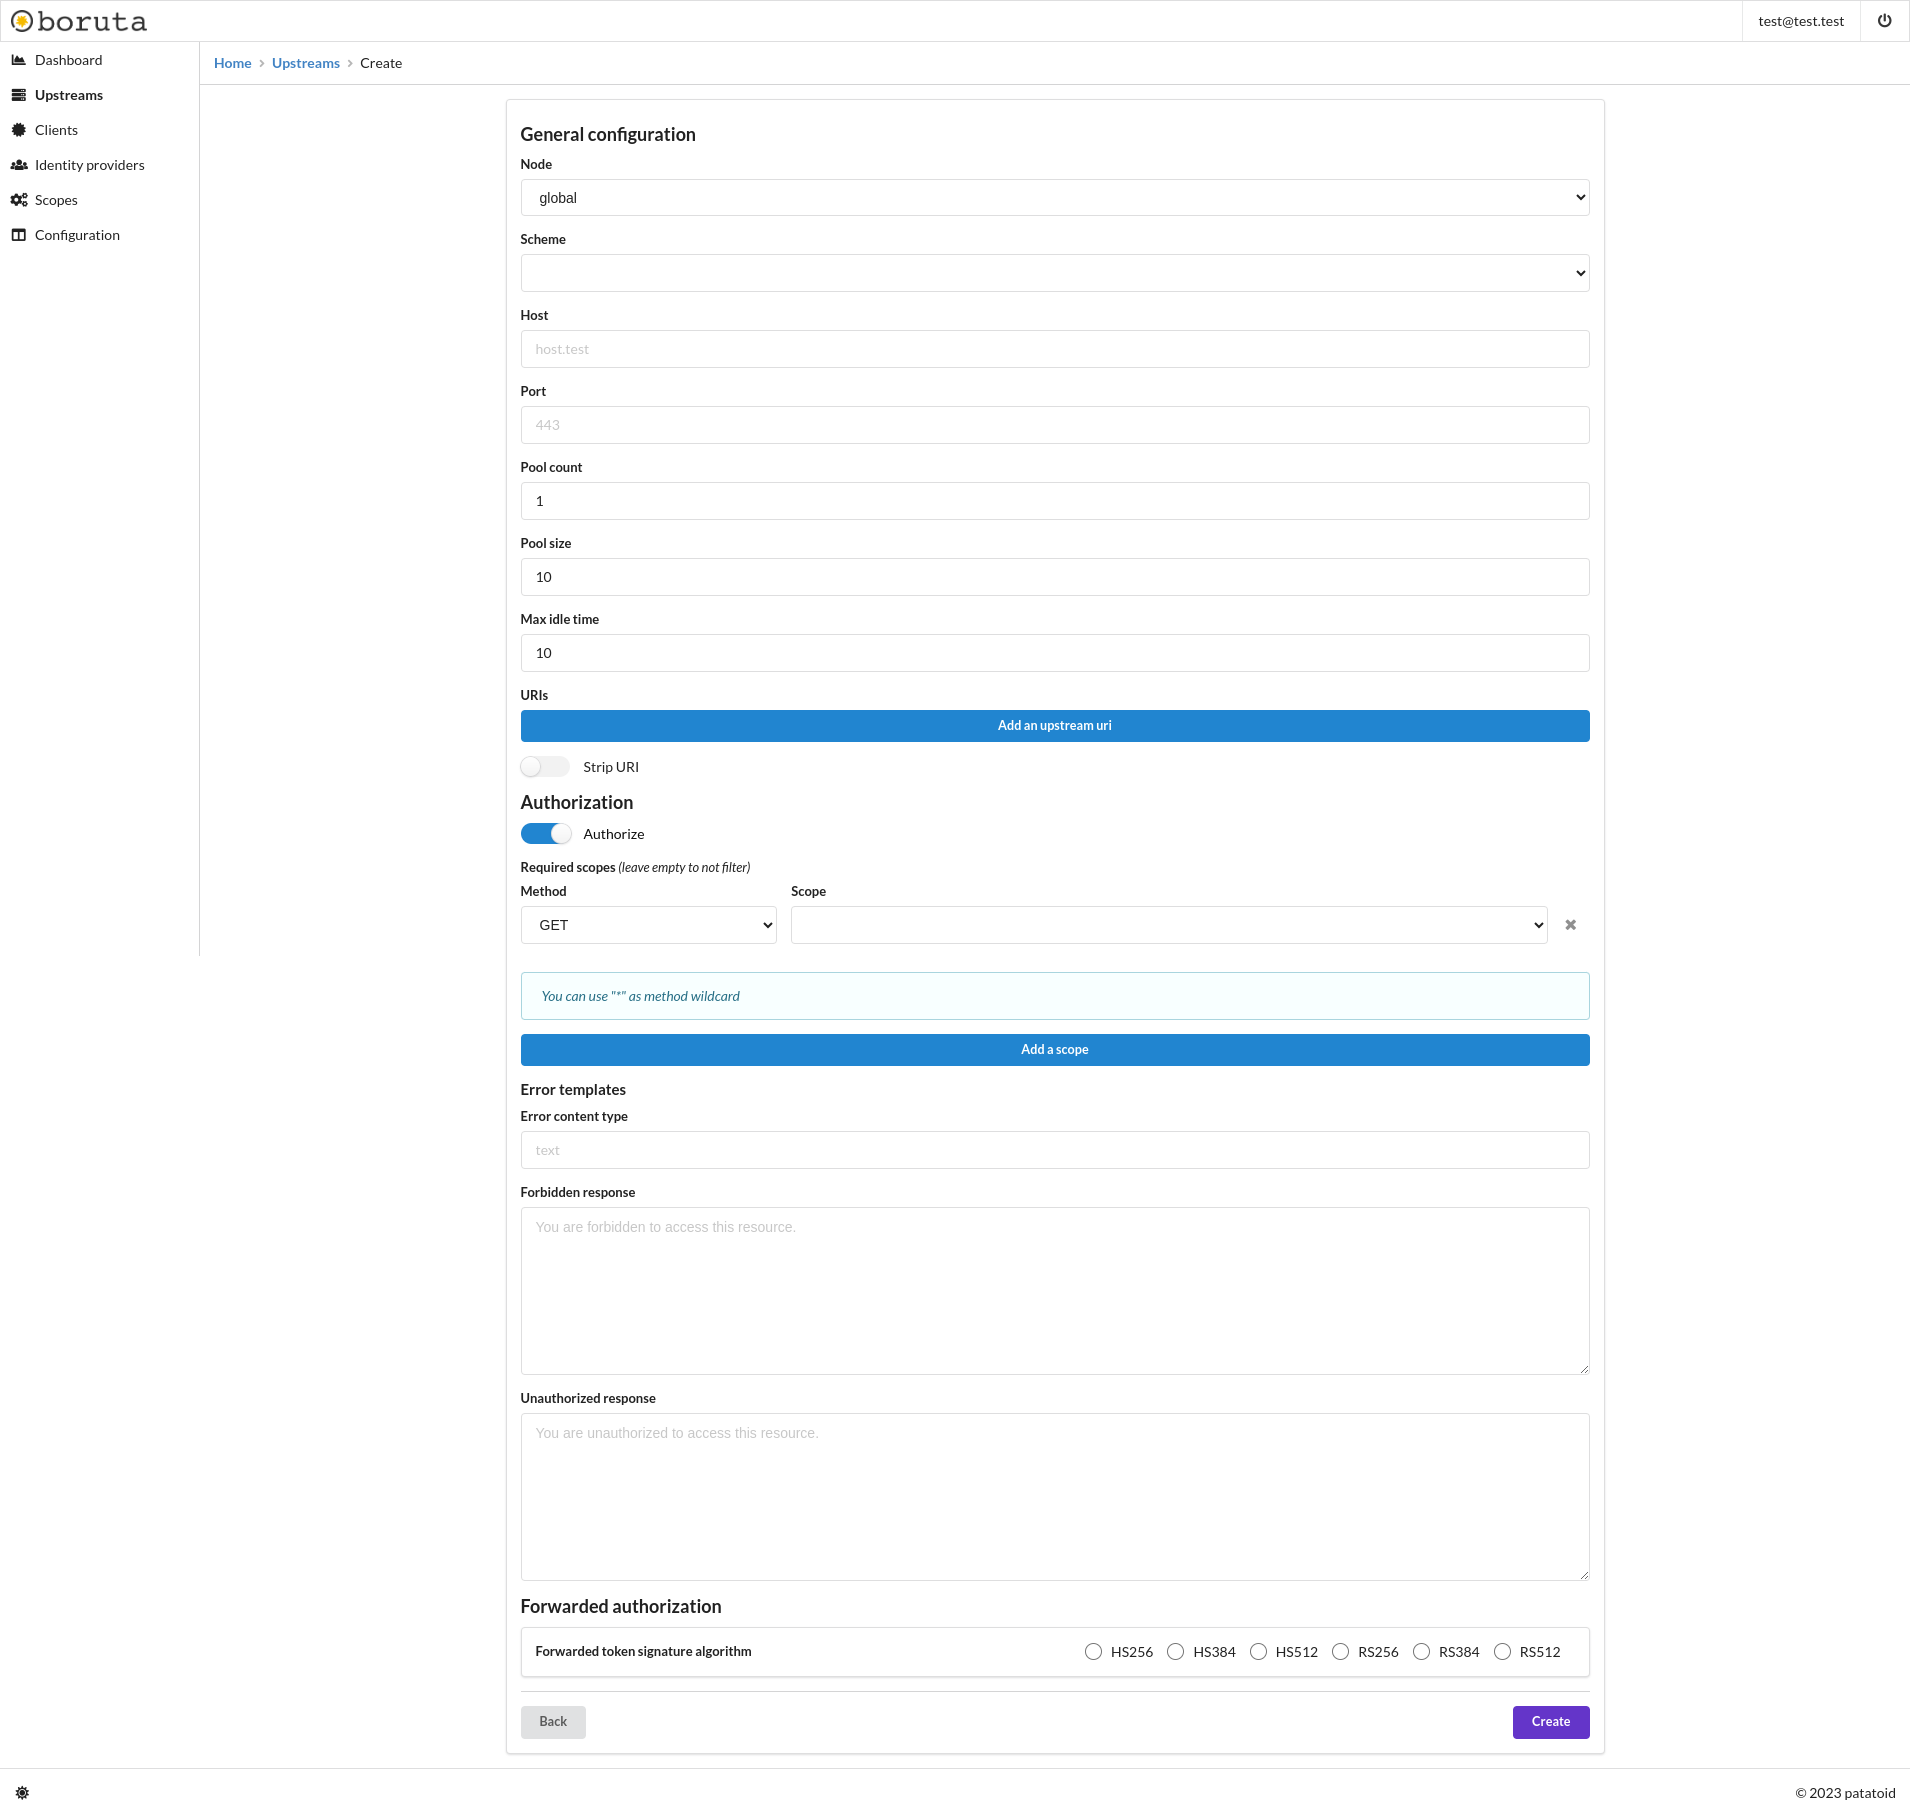 boruta
test@test.test
Dashboard
Upstreams
Clients
Identity providers
Scopes
Configuration
Home
Upstreams
Create
General configuration
Node
global
Scheme
Host
host.test
Port
443
Pool count
1
Pool size
10
Max idle time
10
URIs
Add an upstream uri
Strip URI
Authorization
Authorize
Required scopes (leave empty to not filter)
Method
Scope
GET
You can use "*" as method wildcard
Add a scope
Error templates
Error content type
text
Forbidden response
You are forbidden to access this resource.
Unauthorized response
You are unauthorized to access this resource.
Forwarded authorization
Forwarded token signature algorithm
HS256
HS384
HS512
RS256
RS384
RS512
Back
Create
© 2023 patatoid